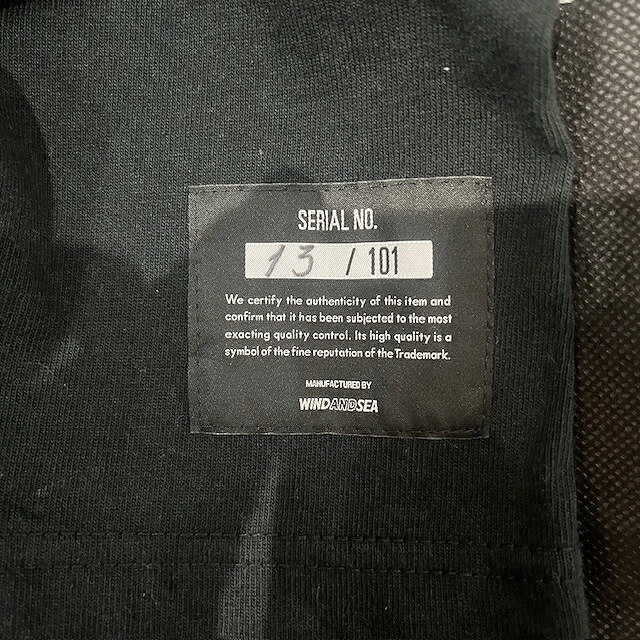 SERIAL NO.
13 / 101
We certify the authenticity of this item and
confirm that it has been subjected to the most
exacting quality control. Its high quality is a
symbol of the fine reputation of the Trademark.
MANUFACTURED BY
WINDANDSEA